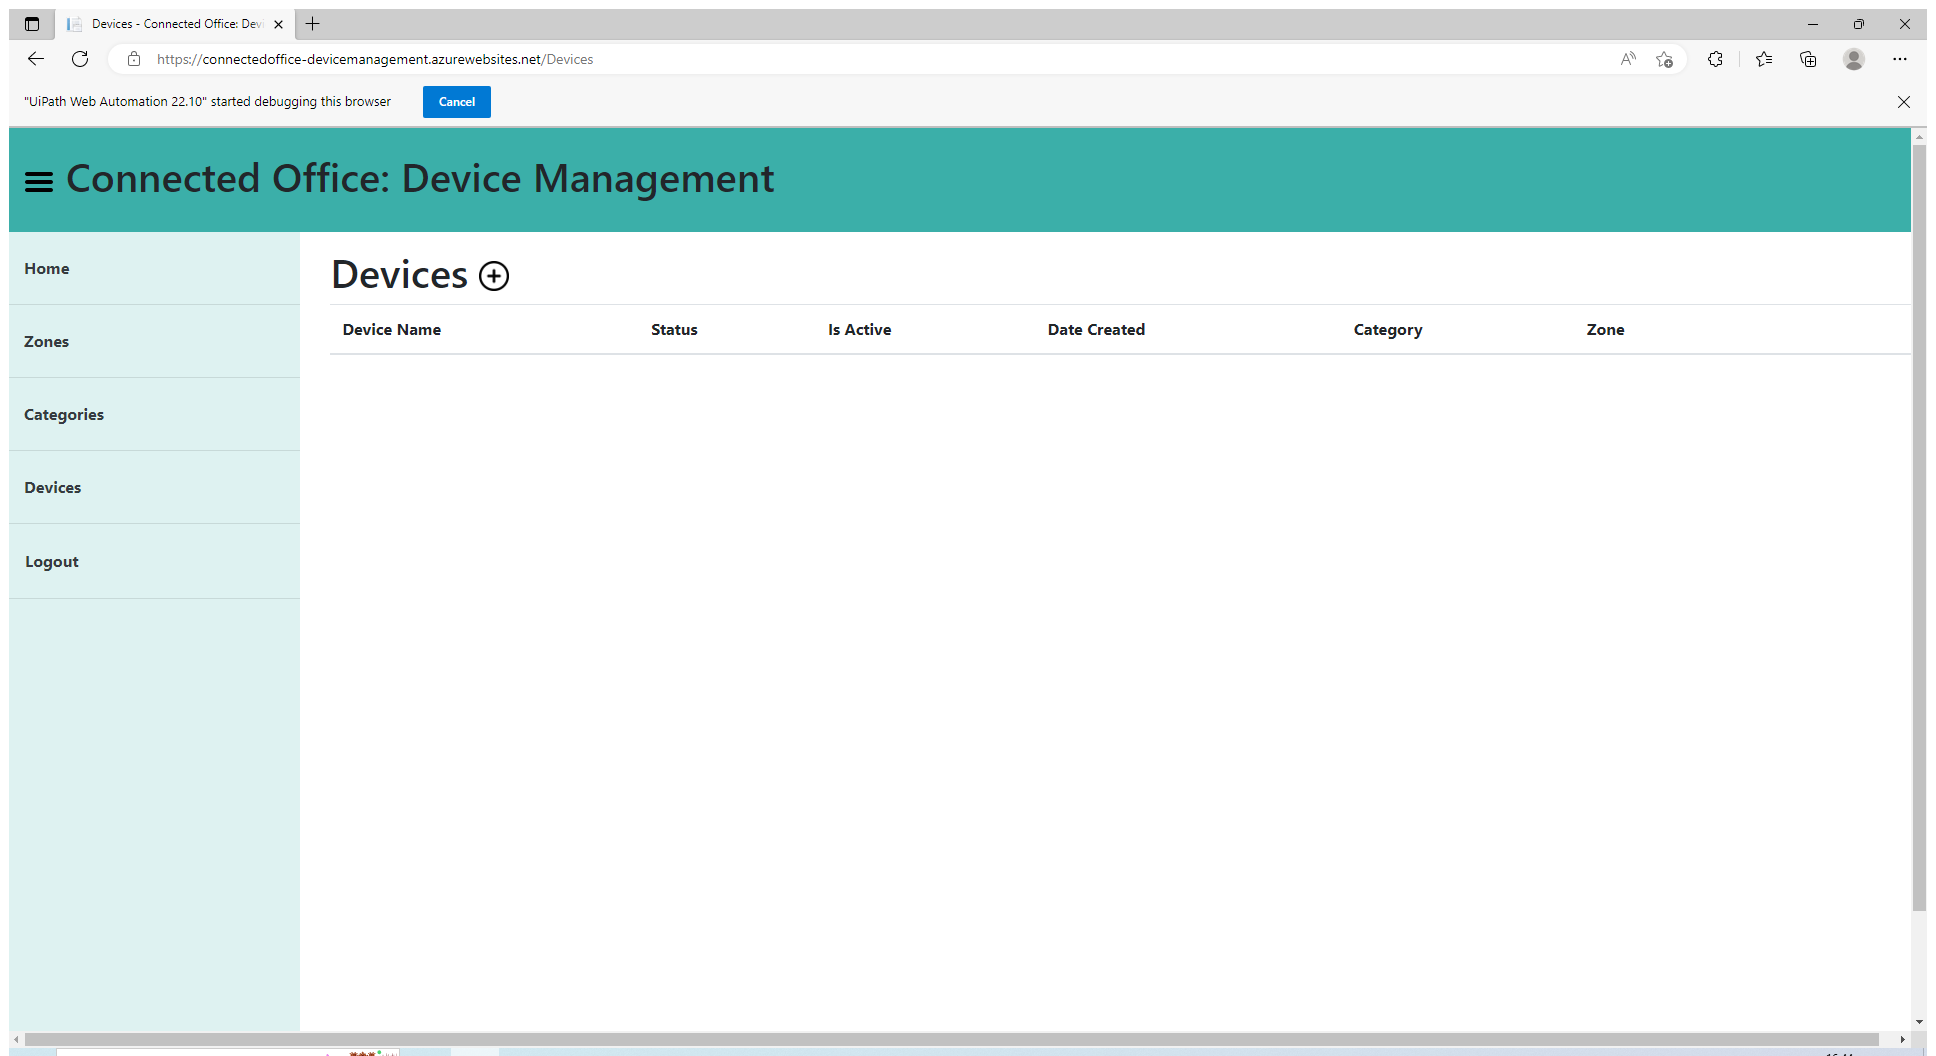 Devices - Connected Office: Dev
https://connectedoffice-devicemanagement.azurewebsites.net/Devices
"UiPath Web Automation 22.10" started debugging this browser
Cancel
Connected Office: Device Management
Home
Zones
Categories
Devices
Logout
Devices
Device Name Status Is Active Date Created Category Zone